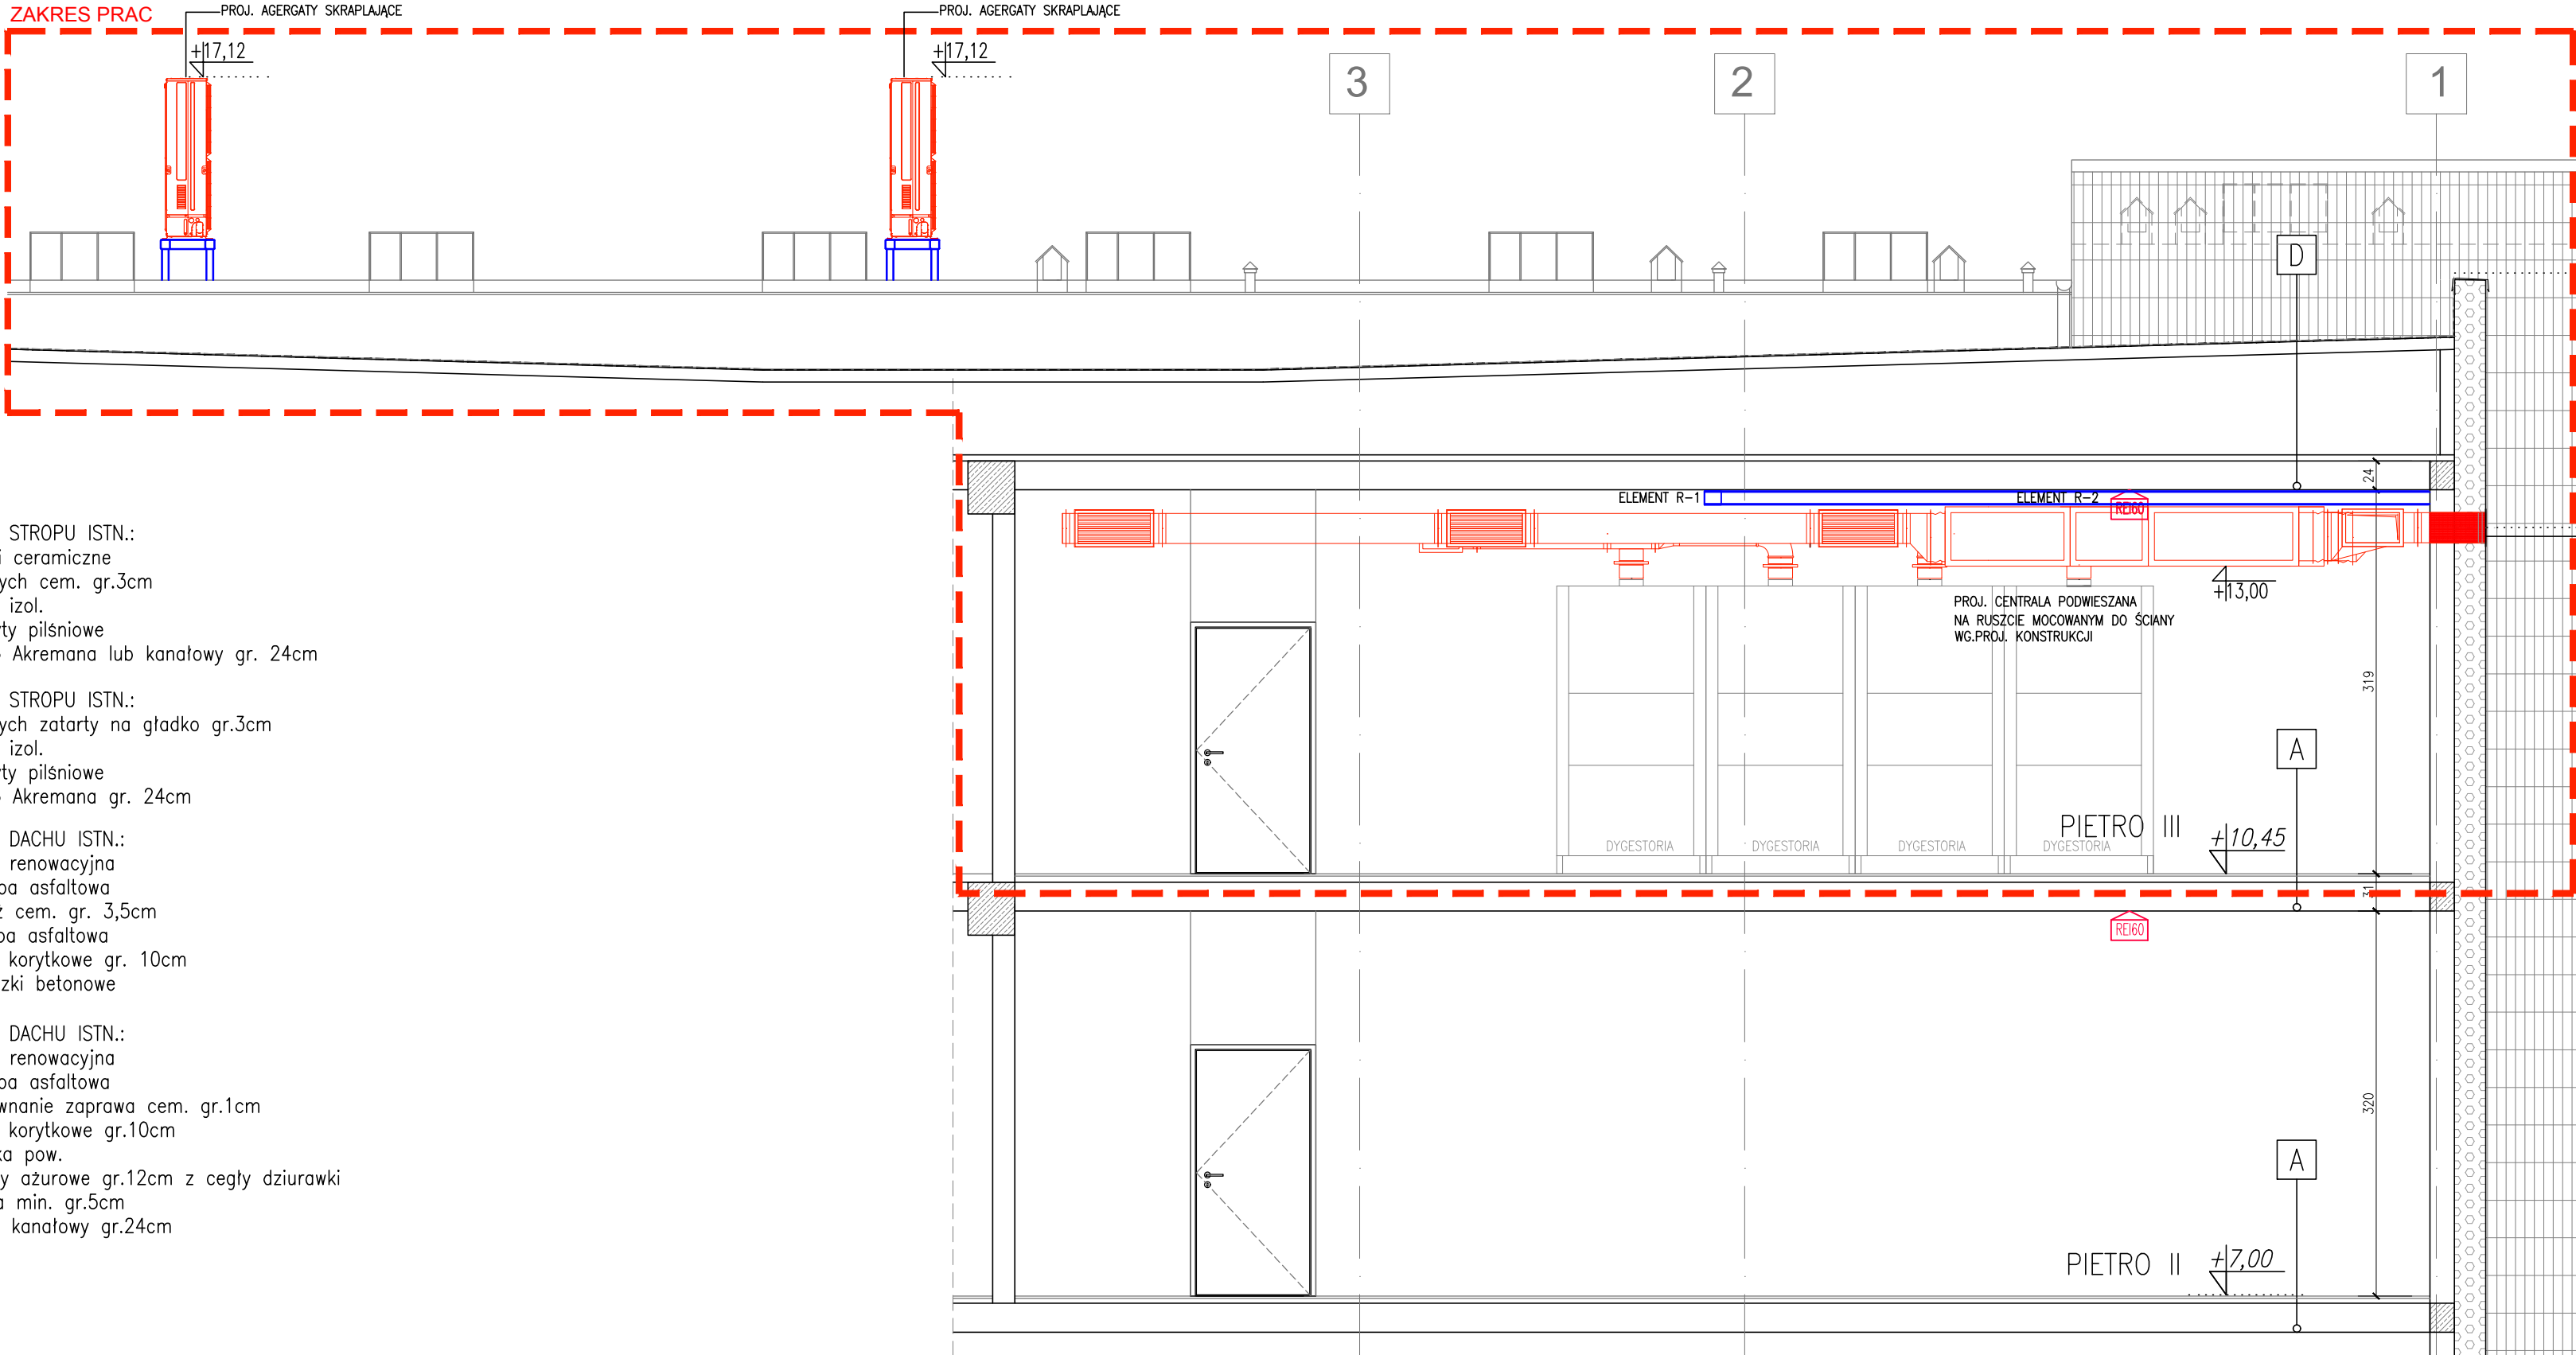 ZAKRES PRAC
PROJ. AGERGATY SKRAPLAJĄCE
PROJ. AGERGATY SKRAPLAJĄCE
+17,12
+17,12
3
2
1
D
24
ELEMENT R-1
ELEMENT R-2
REI60
+13,00
PROJ. CENTRALA PODWIESZANA
NA RUSZCIE MOCOWANYM DO ŚCIANY
WG.PROJ. KONSTRUKCJI
319
A
PIETRO III
+10,45
DYGESTORIA
DYGESTORIA
DYGESTORIA
DYGESTORIA
31
REI60
320
A
PIETRO II
+7,00
STROPU ISTN.:
i ceramiczne
ych cem. gr.3cm
izol.
ty pilśniowe
Akremana lub kanałowy gr. 24cm
STROPU ISTN.:
ych zatarty na gładko gr.3cm
izol.
ty pilśniowe
Akremana gr. 24cm
DACHU ISTN.:
renowacyjna
pa asfaltowa
ż cem. gr. 3,5cm
pa asfaltowa
korytkowe gr. 10cm
zki betonowe
DACHU ISTN.:
renowacyjna
pa asfaltowa
wnanie zaprawa cem. gr.1cm
korytkowe gr.10cm
ka pow.
y ażurowe gr.12cm z cegły dziurawki
a min. gr.5cm
kanałowy gr.24cm